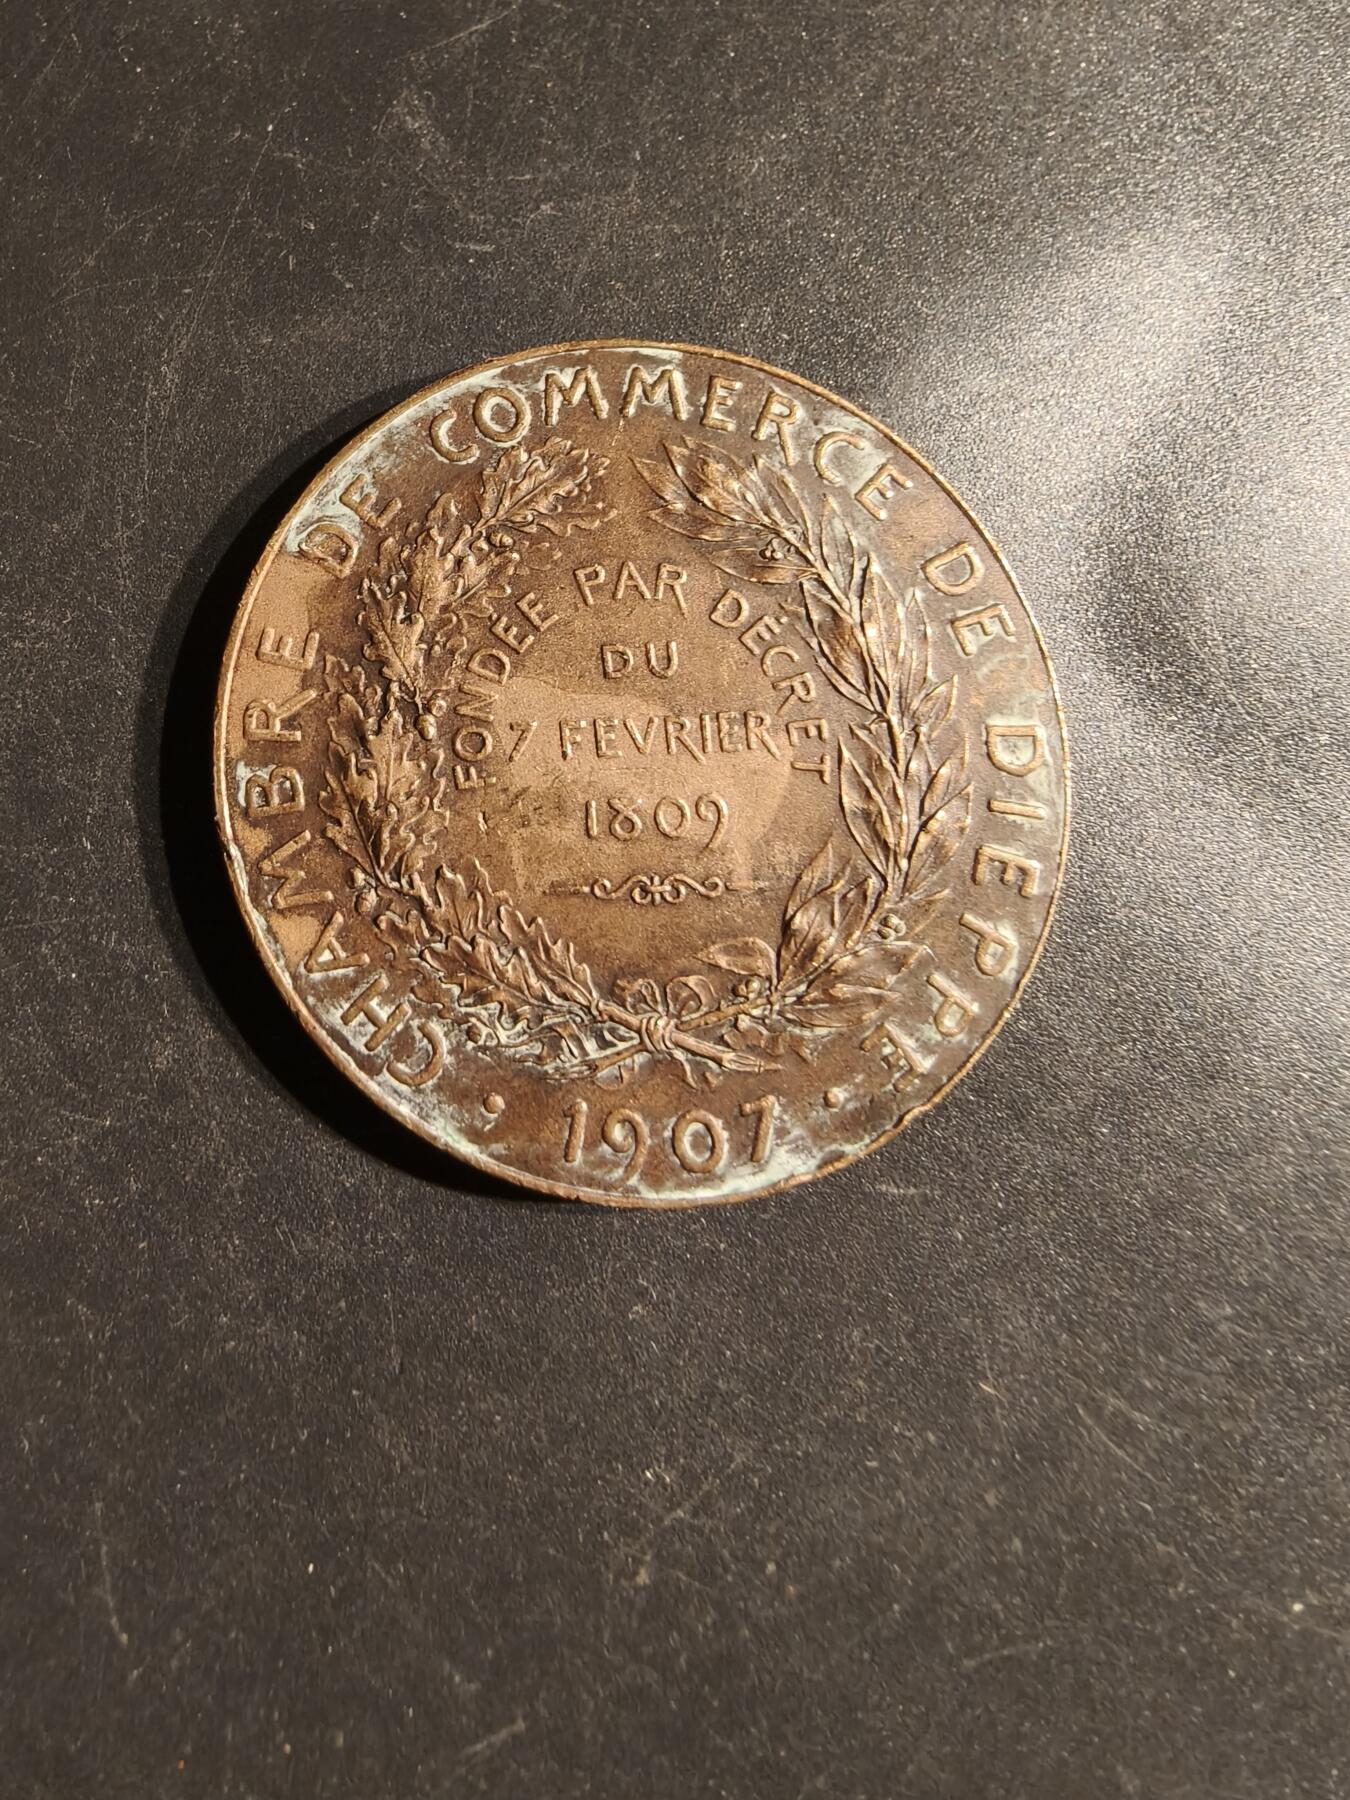 CHAMBRE DE COMMERCE DE DIEPPE
FONDÉE PAR DÉCRET
DU
7 FEVRIER
1809
• 1907 •